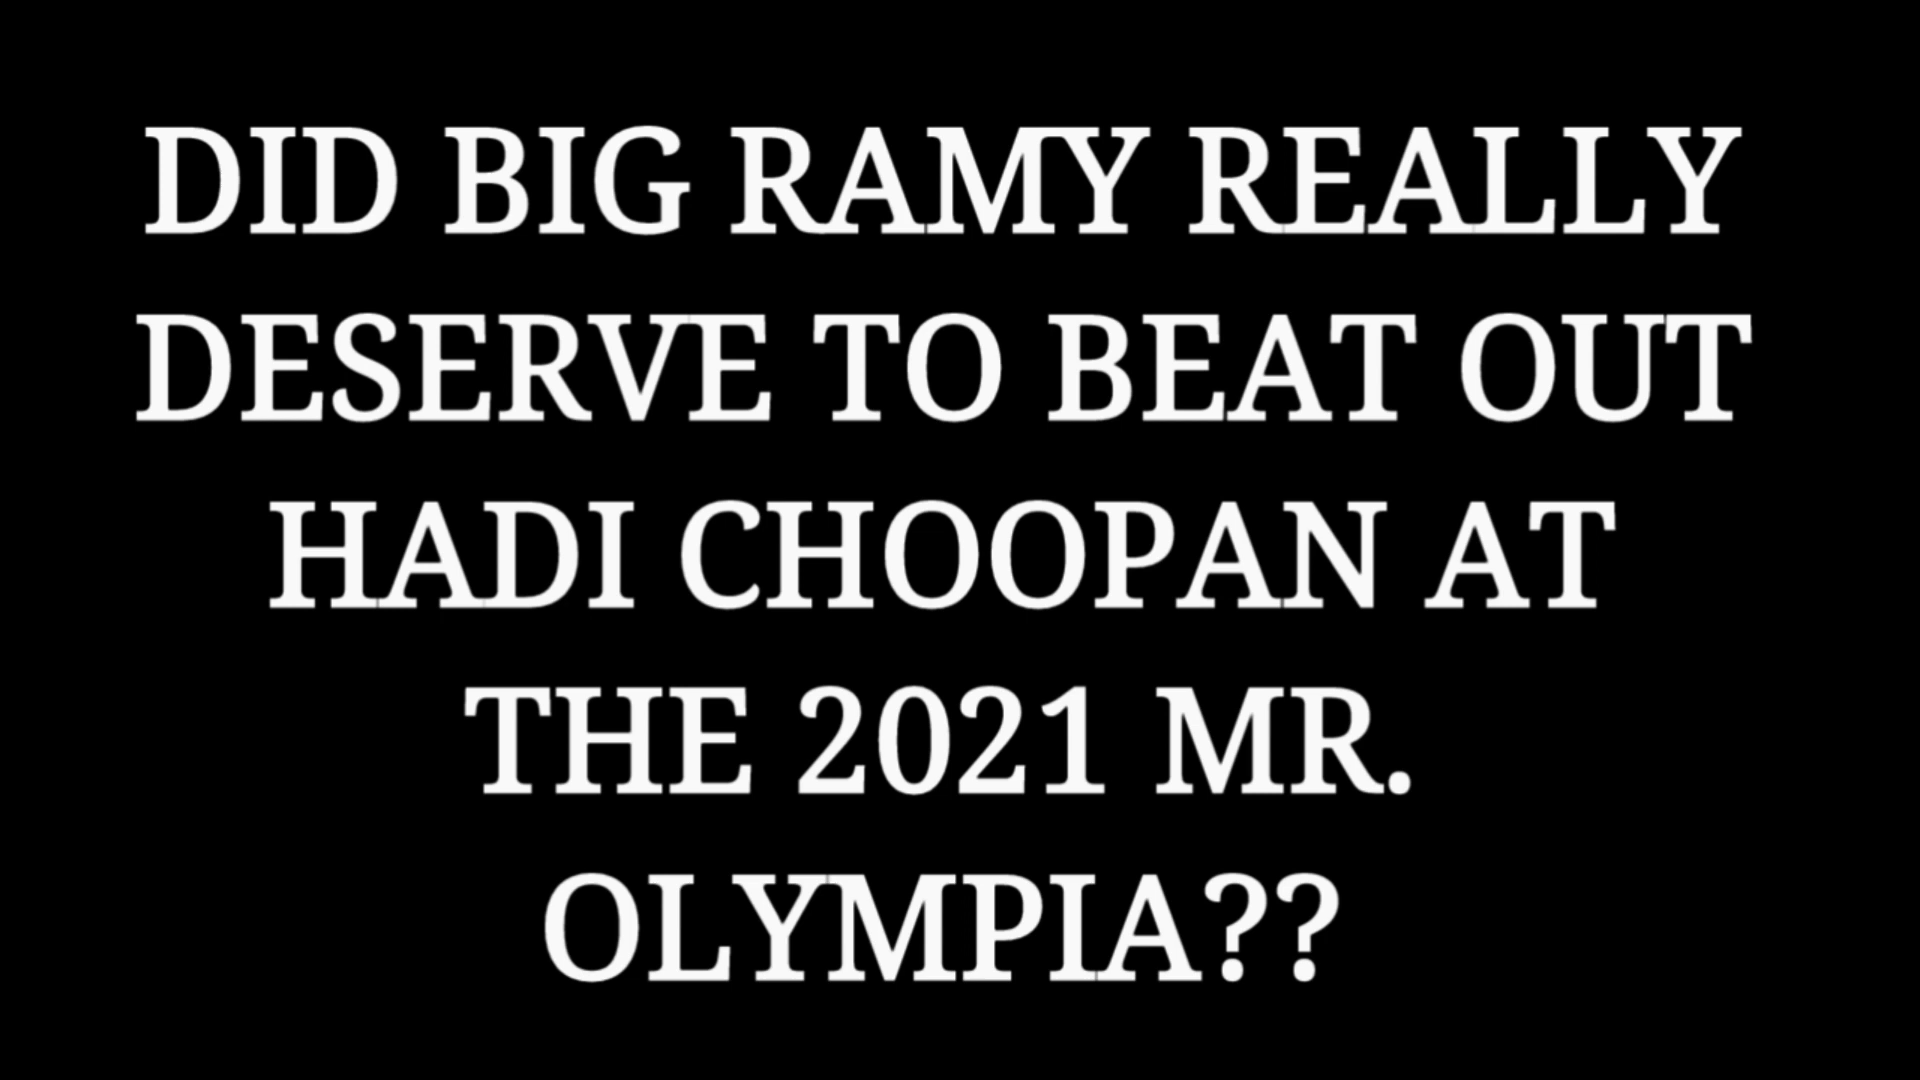 DID BIG RAMY REALLY
DESERVE TO BEAT OUT
HADI CHOOPAN AT
THE 2021 MR.
OLYMPIA??